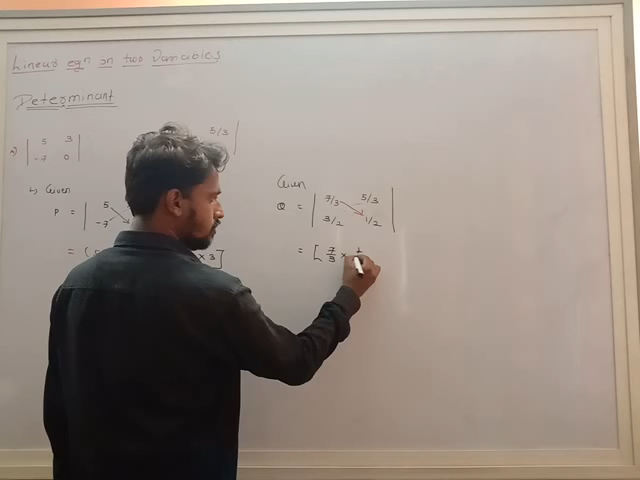 Linear eqn in two Variables
Determinant
5 3 5/3
-7 0
Given Given
P = 5 Q = 7/3 5/3
-7 3/2 1/2
= ( × 3 ] = [ 7/3 × 1